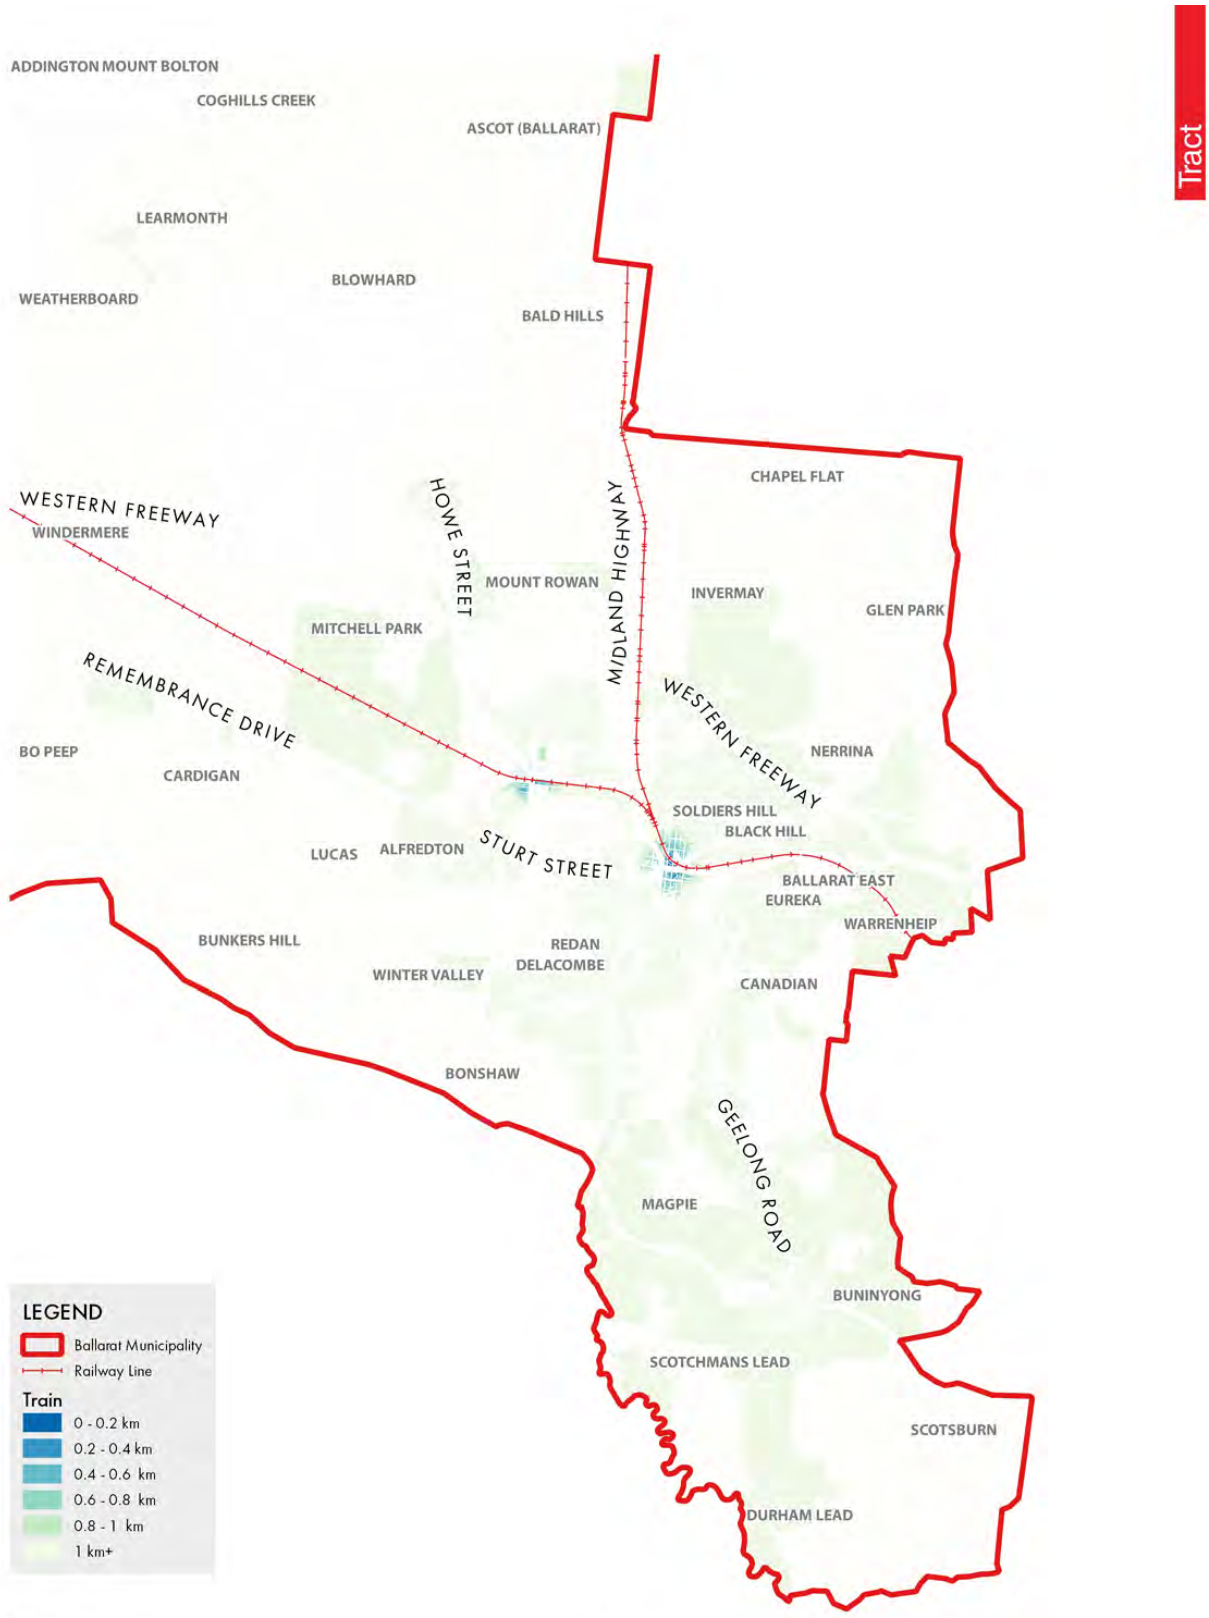 Tract
ADDINGTON MOUNT BOLTON
COGHILLS CREEK
ASCOT (BALLARAT)
LEARMONTH
BLOWHARD
WEATHERBOARD
BALD HILLS
CHAPEL FLAT
WESTERN FREEWAY
WINDERMERE
HOWE STREET
MIDLAND HIGHWAY
MOUNT ROWAN
INVERMAY
GLEN PARK
MITCHELL PARK
REMEMBRANCE DRIVE
WESTERN FREEWAY
BO PEEP
NERRINA
CARDIGAN
SOLDIERS HILL
BLACK HILL
LUCAS
ALFREDTON
STURT STREET
BALLARAT EAST
EUREKA
WARRENHEIP
BUNKERS HILL
REDAN
DELACOMBE
WINTER VALLEY
CANADIAN
BONSHAW
GEELONG ROAD
MAGPIE
BUNINYONG
SCOTCHMANS LEAD
SCOTSBURN
DURHAM LEAD
LEGEND
Ballarat Municipality
Railway Line
Train
0 - 0.2 km
0.2 - 0.4 km
0.4 - 0.6 km
0.6 - 0.8 km
0.8 - 1 km
1 km+